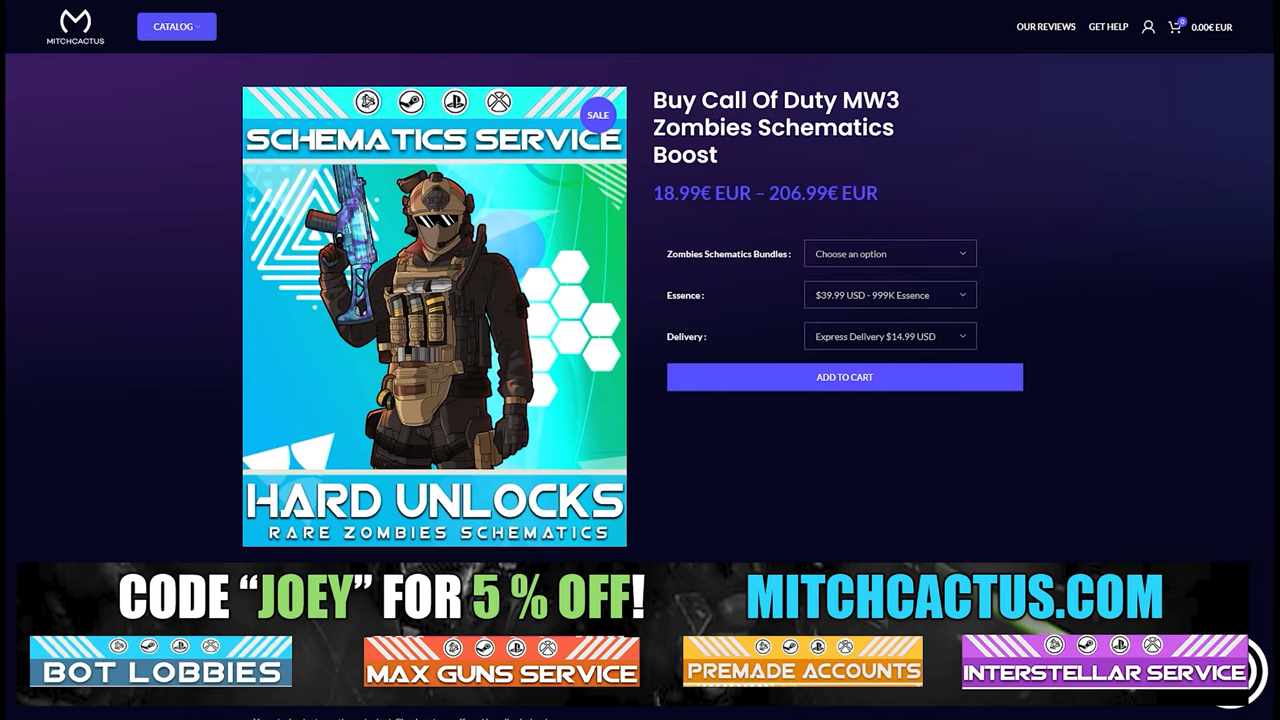 MITCHCACTUS
CATALOG
OUR REVIEWS
GET HELP
0
0.00€ EUR
SALE
SCHEMATICS SERVICE
HARD UNLOCKS
RARE ZOMBIES SCHEMATICS
Buy Call Of Duty MW3
Zombies Schematics
Boost
18.99€ EUR – 206.99€ EUR
Zombies Schematics Bundles :
Choose an option
Essence :
$39.99 USD - 999K Essence
Delivery :
Express Delivery $14.99 USD
ADD TO CART
CODE “JOEY” FOR 5 % OFF!
MITCHCACTUS.COM
BOT LOBBIES
MAX GUNS SERVICE
PREMADE ACCOUNTS
INTERSTELLAR SERVICE